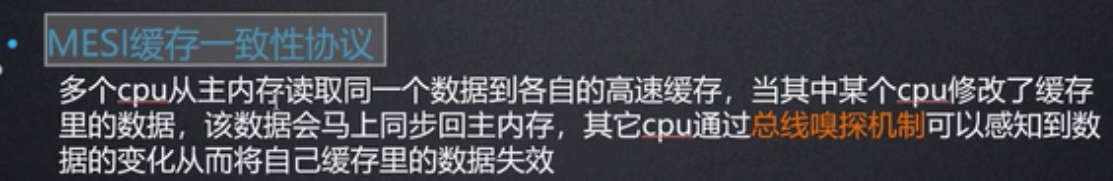 MESI缓存一致性协议
多个cpu从主内存读取同一个数据到各自的高速缓存，当其中某个cpu修改了缓存
里的数据，该数据会马上同步回主内存，其它cpu通过总线嗅探机制可以感知到数
据的变化从而将自己缓存里的数据失效